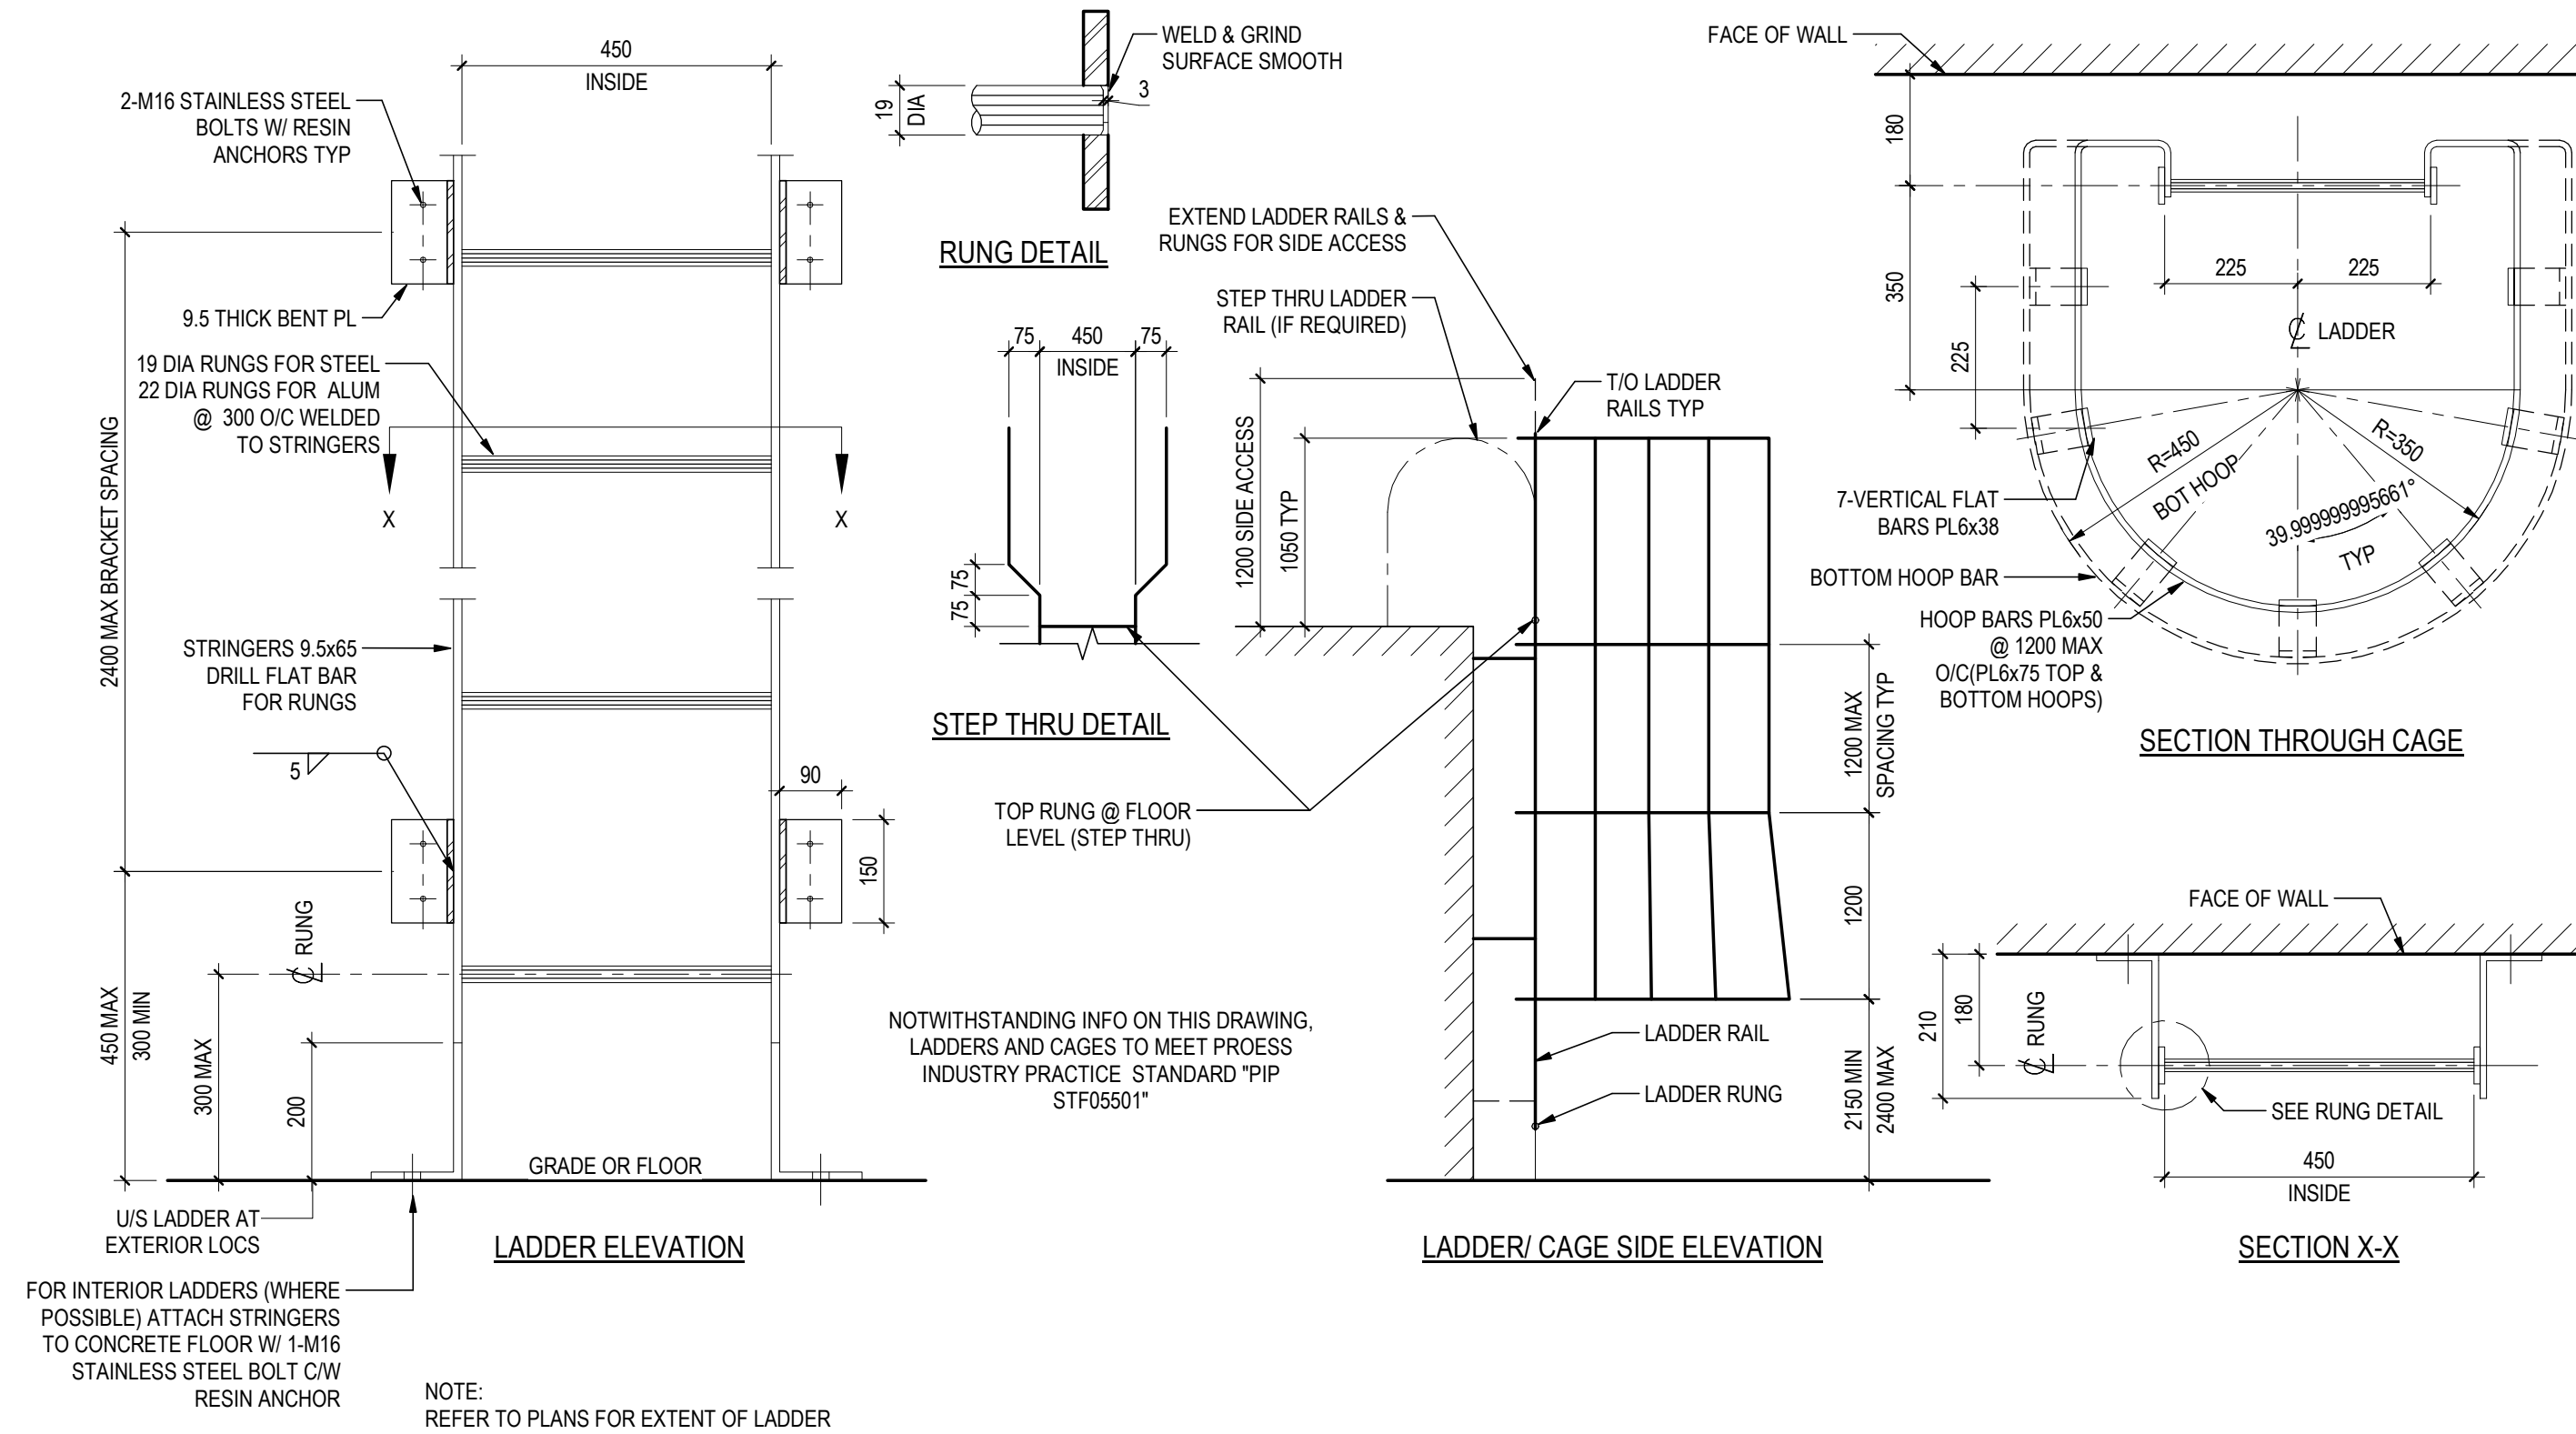 450
INSIDE
2-M16 STAINLESS STEEL
BOLTS W/ RESIN
ANCHORS TYP
9.5 THICK BENT PL
19 DIA RUNGS FOR STEEL
22 DIA RUNGS FOR ALUM
@ 300 O/C WELDED
TO STRINGERS
X
X
2400 MAX BRACKET SPACING
STRINGERS 9.5x65
DRILL FLAT BAR
FOR RUNGS
5
90
150
℄ RUNG
450 MAX
300 MIN
300 MAX
200
GRADE OR FLOOR
U/S LADDER AT
EXTERIOR LOCS
LADDER ELEVATION
FOR INTERIOR LADDERS (WHERE
POSSIBLE) ATTACH STRINGERS
TO CONCRETE FLOOR W/ 1-M16
STAINLESS STEEL BOLT C/W
RESIN ANCHOR
NOTE:
REFER TO PLANS FOR EXTENT OF LADDER
WELD & GRIND
SURFACE SMOOTH
3
19
DIA
RUNG DETAIL
75
450
75
INSIDE
75
75
STEP THRU DETAIL
EXTEND LADDER RAILS &
RUNGS FOR SIDE ACCESS
STEP THRU LADDER
RAIL (IF REQUIRED)
T/O LADDER
RAILS TYP
1200 SIDE ACCESS
1050 TYP
TOP RUNG @ FLOOR
LEVEL (STEP THRU)
1200 MAX
SPACING TYP
1200
2150 MIN
2400 MAX
LADDER RAIL
LADDER RUNG
NOTWITHSTANDING INFO ON THIS DRAWING,
LADDERS AND CAGES TO MEET PROESS
INDUSTRY PRACTICE STANDARD "PIP
STF05501"
LADDER/ CAGE SIDE ELEVATION
FACE OF WALL
180
350
225
225
225
℄ LADDER
R=450
BOT HOOP
R=350
39.999999995661°
TYP
7-VERTICAL FLAT
BARS PL6x38
BOTTOM HOOP BAR
HOOP BARS PL6x50
@ 1200 MAX
O/C(PL6x75 TOP &
BOTTOM HOOPS)
SECTION THROUGH CAGE
FACE OF WALL
210
180
℄ RUNG
SEE RUNG DETAIL
450
INSIDE
SECTION X-X